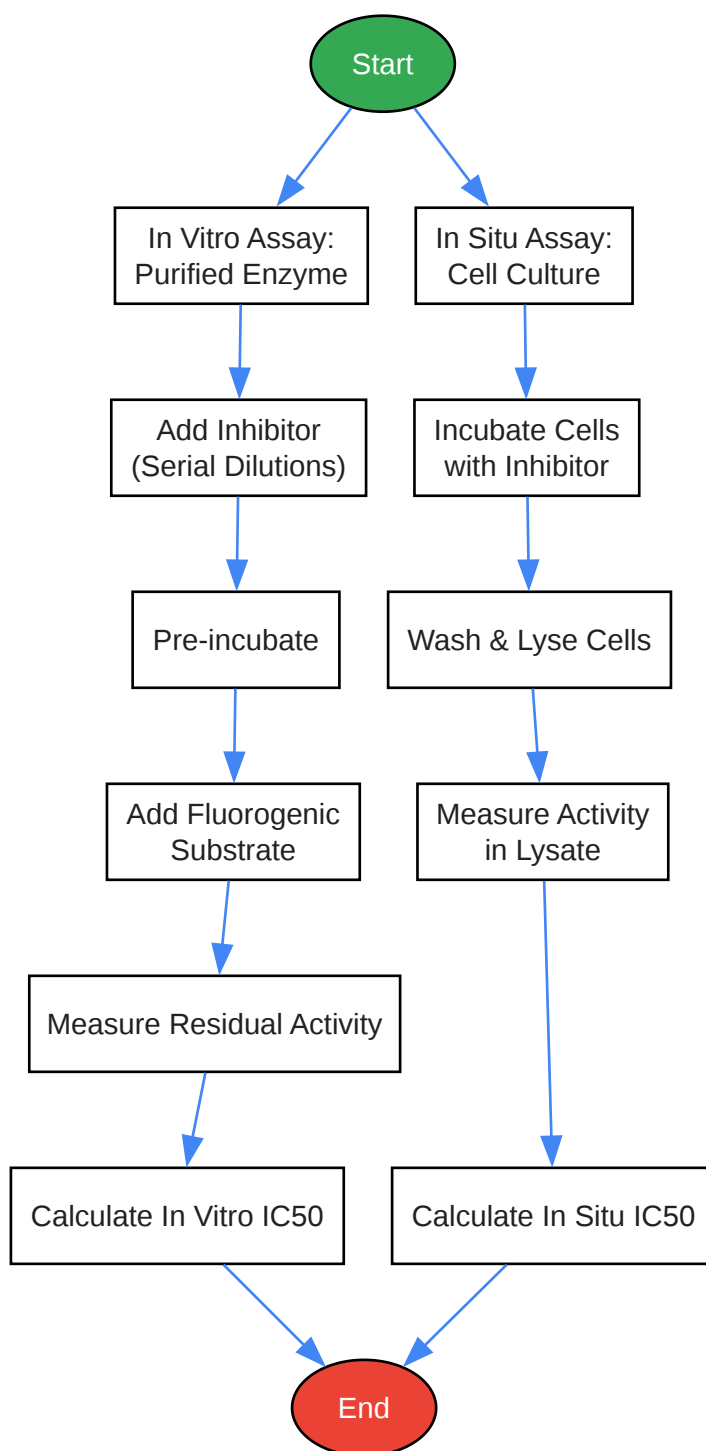 Start
In Vitro Assay:
Purified Enzyme
In Situ Assay:
Cell Culture
Add Inhibitor
(Serial Dilutions)
Incubate Cells
with Inhibitor
Pre-incubate
Wash & Lyse Cells
Add Fluorogenic
Substrate
Measure Activity
in Lysate
Measure Residual Activity
Calculate In Vitro IC50
Calculate In Situ IC50
End